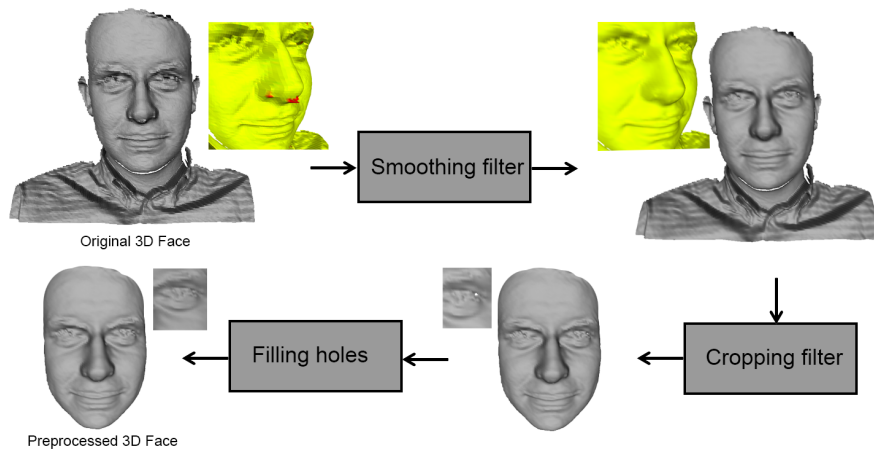 Smoothing filter
Original 3D Face
Cropping filter
Filling holes
Preprocessed 3D Face